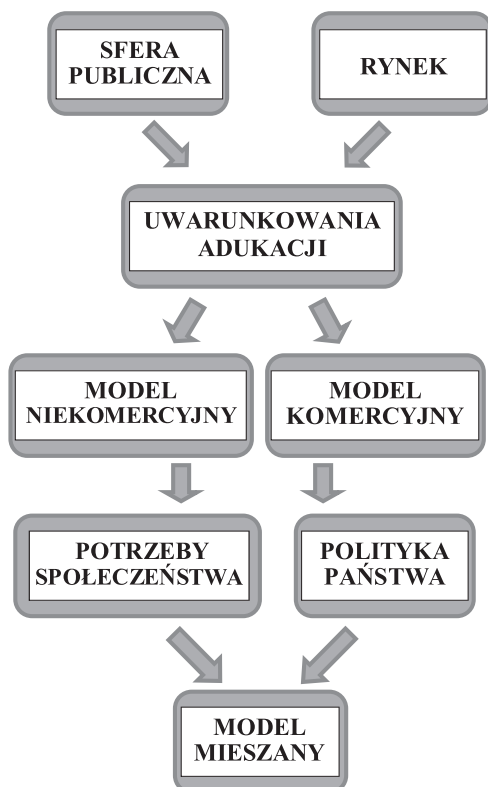 SFERA
PUBLICZNA
RYNEK
UWARUNKOWANIA
ADUKACJI
MODEL
NIEKOMERCYJNY
MODEL
KOMERCYJNY
POTRZEBY
SPOŁECZEŃSTWA
POLITYKA
PAŃSTWA
MODEL
MIESZANY